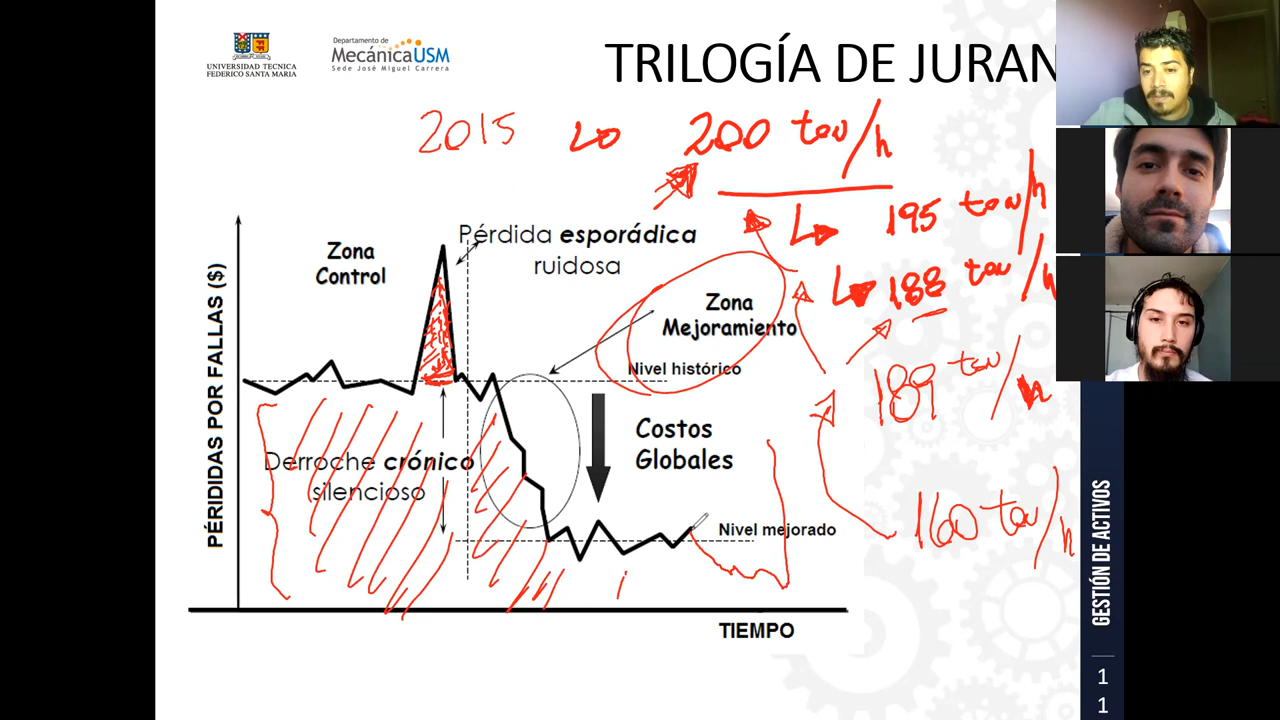 UNIVERSIDAD TECNICA
FEDERICO SANTA MARIA
Departamento de
MecánicaUSM
Sede José Miguel Carrera
TRILOGÍA DE JURAN
2015 200 ton/h
195 ton/h
188 ton/h
189 ton/h
160 ton/h
Zona
Control
Pérdida esporádica
ruidosa
Zona
Mejoramiento
Nivel histórico
Costos
Globales
Derroche crónico
silencioso
Nivel mejorado
PÉRDIDAS POR FALLAS ($)
TIEMPO
GESTIÓN DE ACTIVOS
1
1